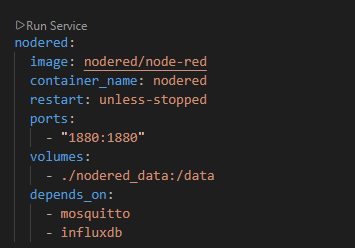 ▷Run Service
nodered:
  image: nodered/node-red
  container_name: nodered
  restart: unless-stopped
  ports:
    - "1880:1880"
  volumes:
    - ./nodered_data:/data
  depends_on:
    - mosquitto
    - influxdb